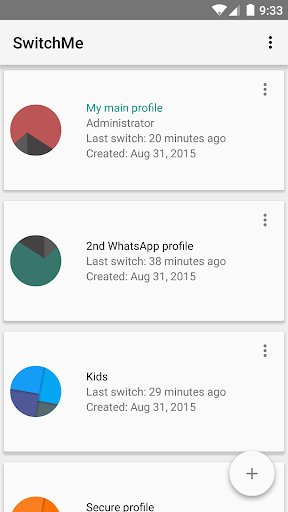 9:33
SwitchMe
My main profile
Administrator
Last switch: 20 minutes ago
Created: Aug 31, 2015
2nd WhatsApp profile
Last switch: 38 minutes ago
Created: Aug 31, 2015
Kids
Last switch: 29 minutes ago
Created: Aug 31, 2015
Secure profile